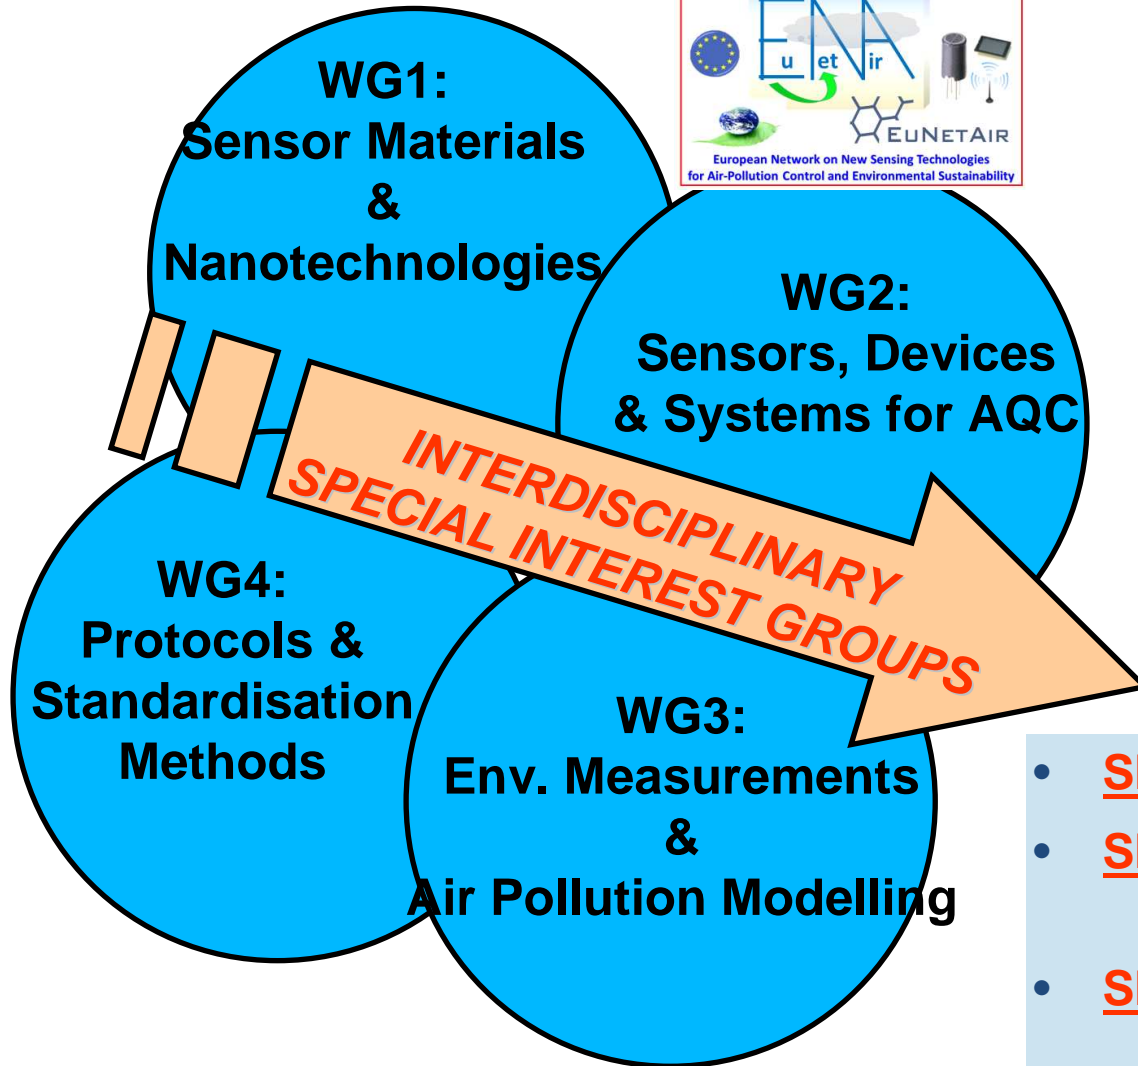 WG1:
Sensor Materials
&
Nanotechnologies
ENA
u et ir
EUNETAIR
European Network on New Sensing Technologies
for Air-Pollution Control and Environmental Sustainability
WG2:
Sensors, Devices
& Systems for AQC
INTERDISCIPLINARY
SPECIAL INTEREST GROUPS
WG4:
Protocols &
Standardisation
Methods
WG3:
Env. Measurements
&
Air Pollution Modelling